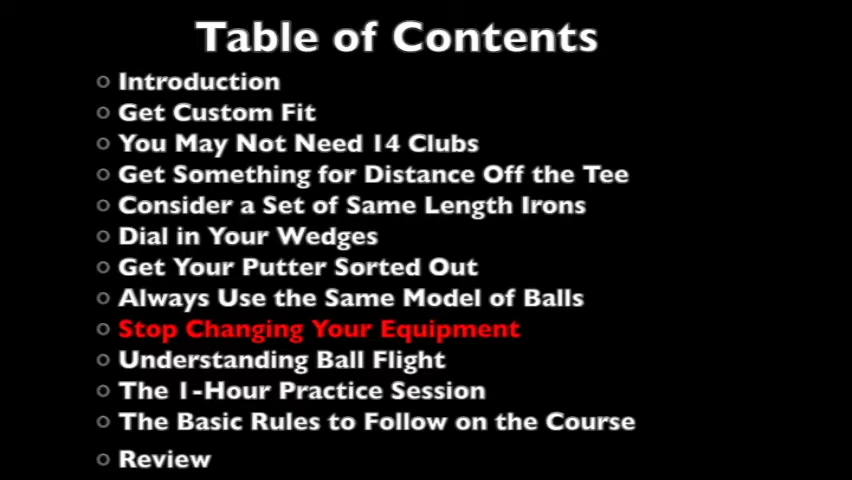 Table of Contents
Introduction
Get Custom Fit
You May Not Need 14 Clubs
Get Something for Distance Off the Tee
Consider a Set of Same Length Irons
Dial in Your Wedges
Get Your Putter Sorted Out
Always Use the Same Model of Balls
Stop Changing Your Equipment
Understanding Ball Flight
The 1-Hour Practice Session
The Basic Rules to Follow on the Course
Review